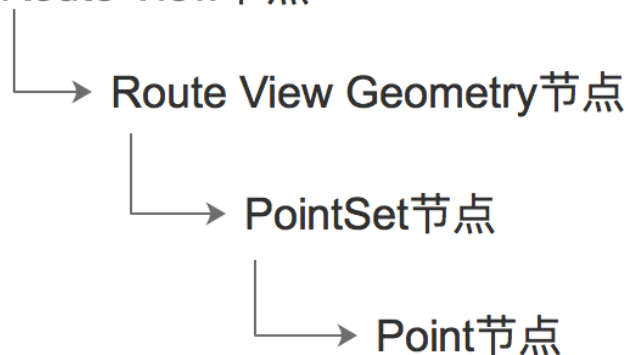 Route View Geometry节点
PointSet节点
Point节点